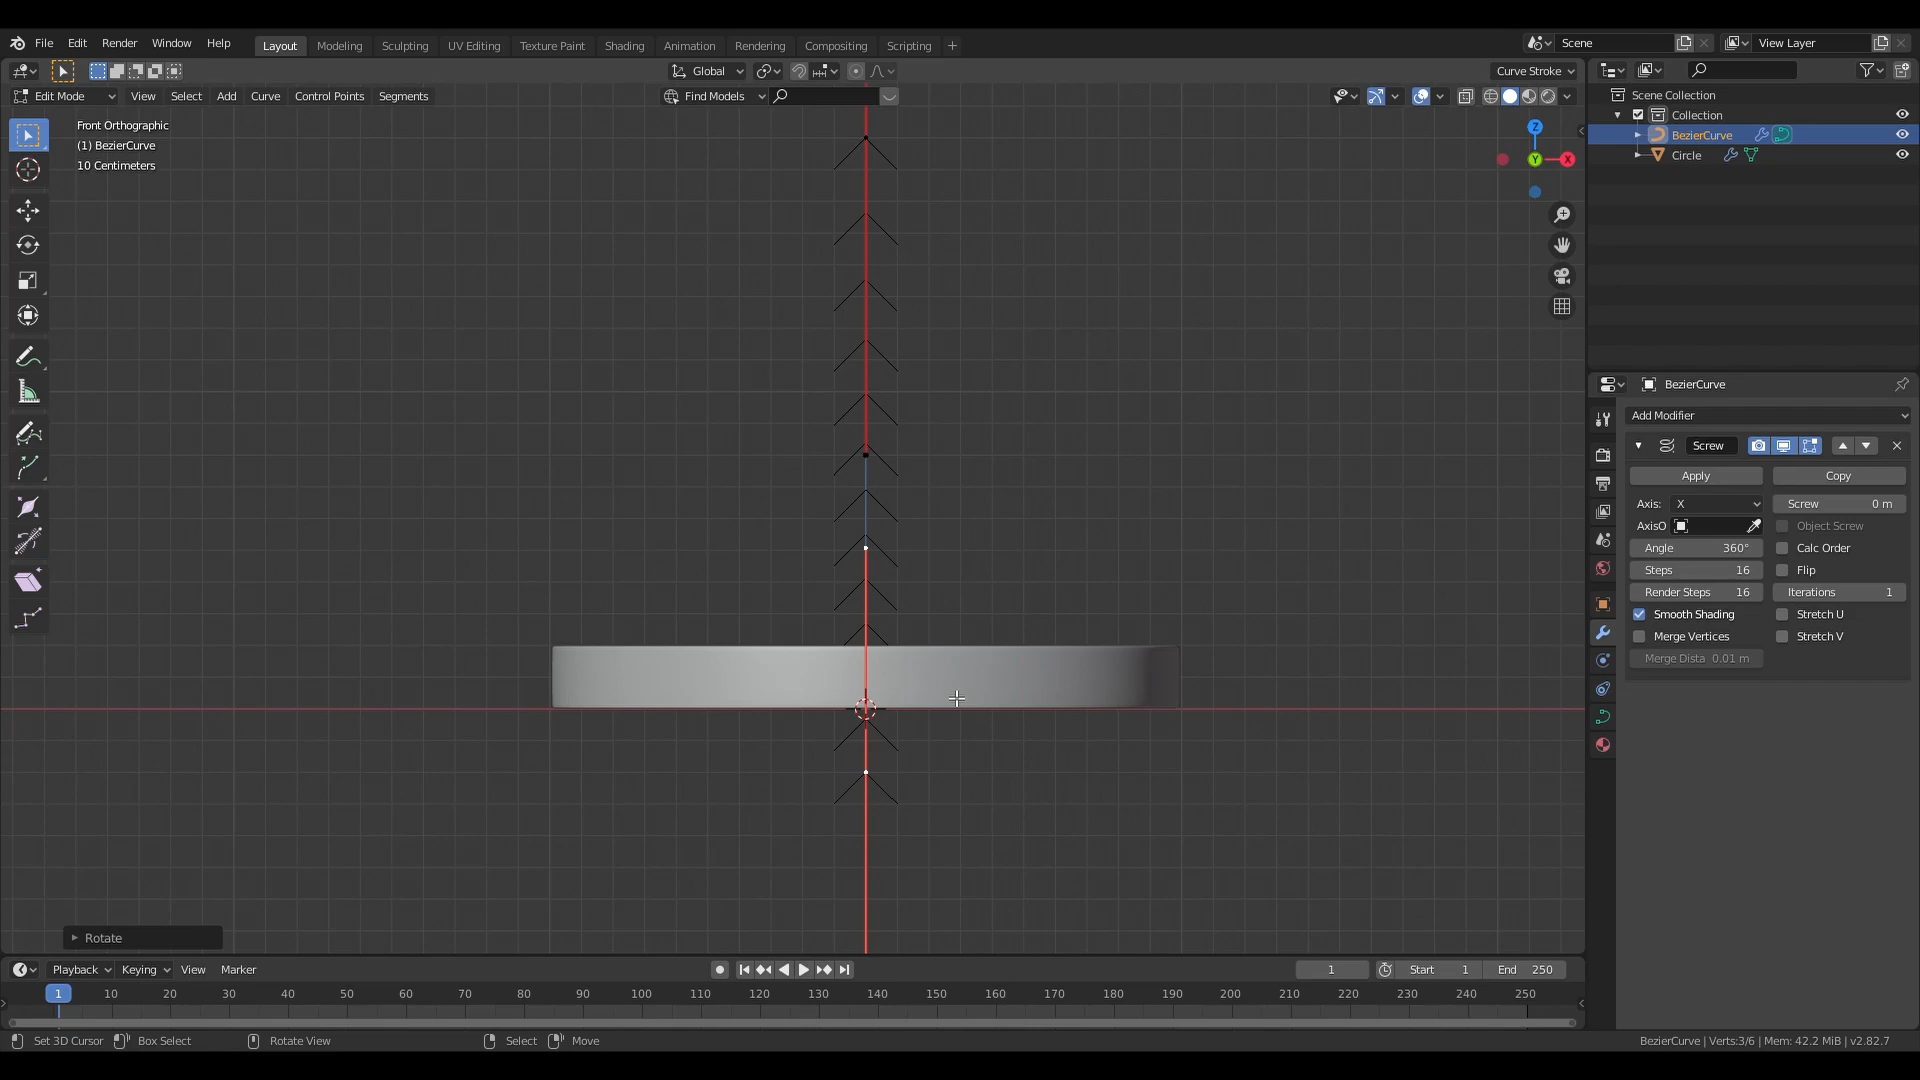 File Edit Render Window Help Layout Modeling Sculpting UV Editing Texture Paint Shading Animation Rendering Compositing Scripting + Scene View Layer
Global Curve Stroke
Edit Mode View Select Add Curve Control Points Segments Find Models
Front Orthographic
(1) BezierCurve
10 Centimeters
Z
Y
X
Scene Collection
Collection
BezierCurve
Circle
BezierCurve
Add Modifier
Screw
Apply Copy
Axis: X Screw 0 m
AxisO Object Screw
Angle 360° Calc Order
Steps 16 Flip
Render Steps 16 Iterations 1
Smooth Shading Stretch U
Merge Vertices Stretch V
Merge Dista 0.01 m
Rotate
Playback Keying View Marker 1 Start 1 End 250
1 10 20 30 40 50 60 70 80 90 100 110 120 130 140 150 160 170 180 190 200 210 220 230 240 250
Set 3D Cursor Box Select Rotate View Select Move BezierCurve | Verts:3/6 | Mem: 42.2 MiB | v2.82.7